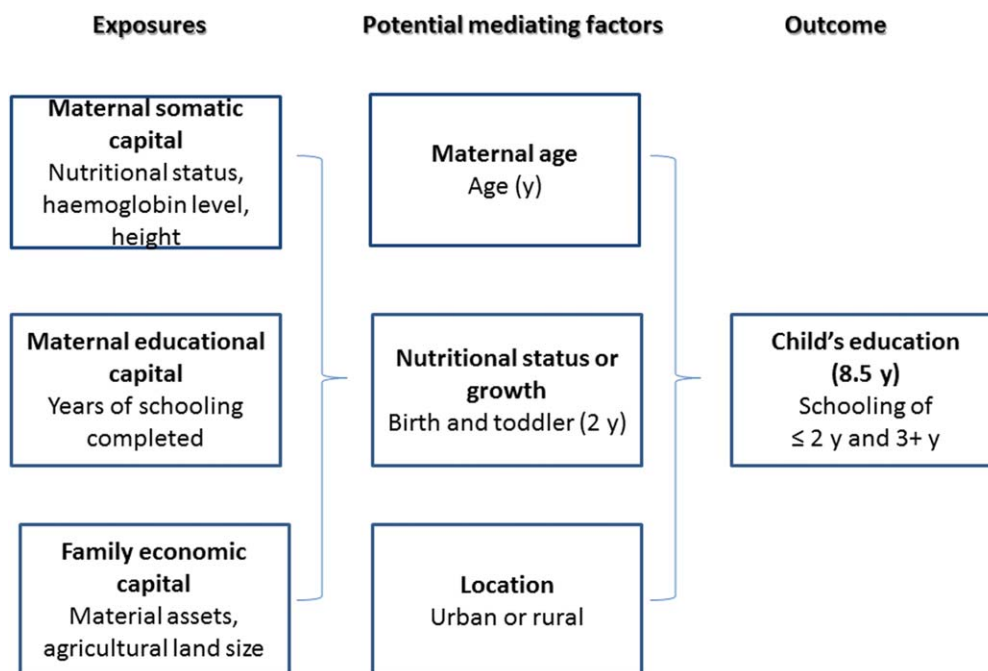 Exposures
Potential mediating factors
Outcome
Maternal somatic
capital
Nutritional status,
haemoglobin level,
height
Maternal age
Age (y)
Maternal educational
capital
Years of schooling
completed
Nutritional status or
growth
Birth and toddler (2 y)
Child’s education
(8.5 y)
Schooling of
≤ 2 y and 3+ y
Family economic
capital
Material assets,
agricultural land size
Location
Urban or rural